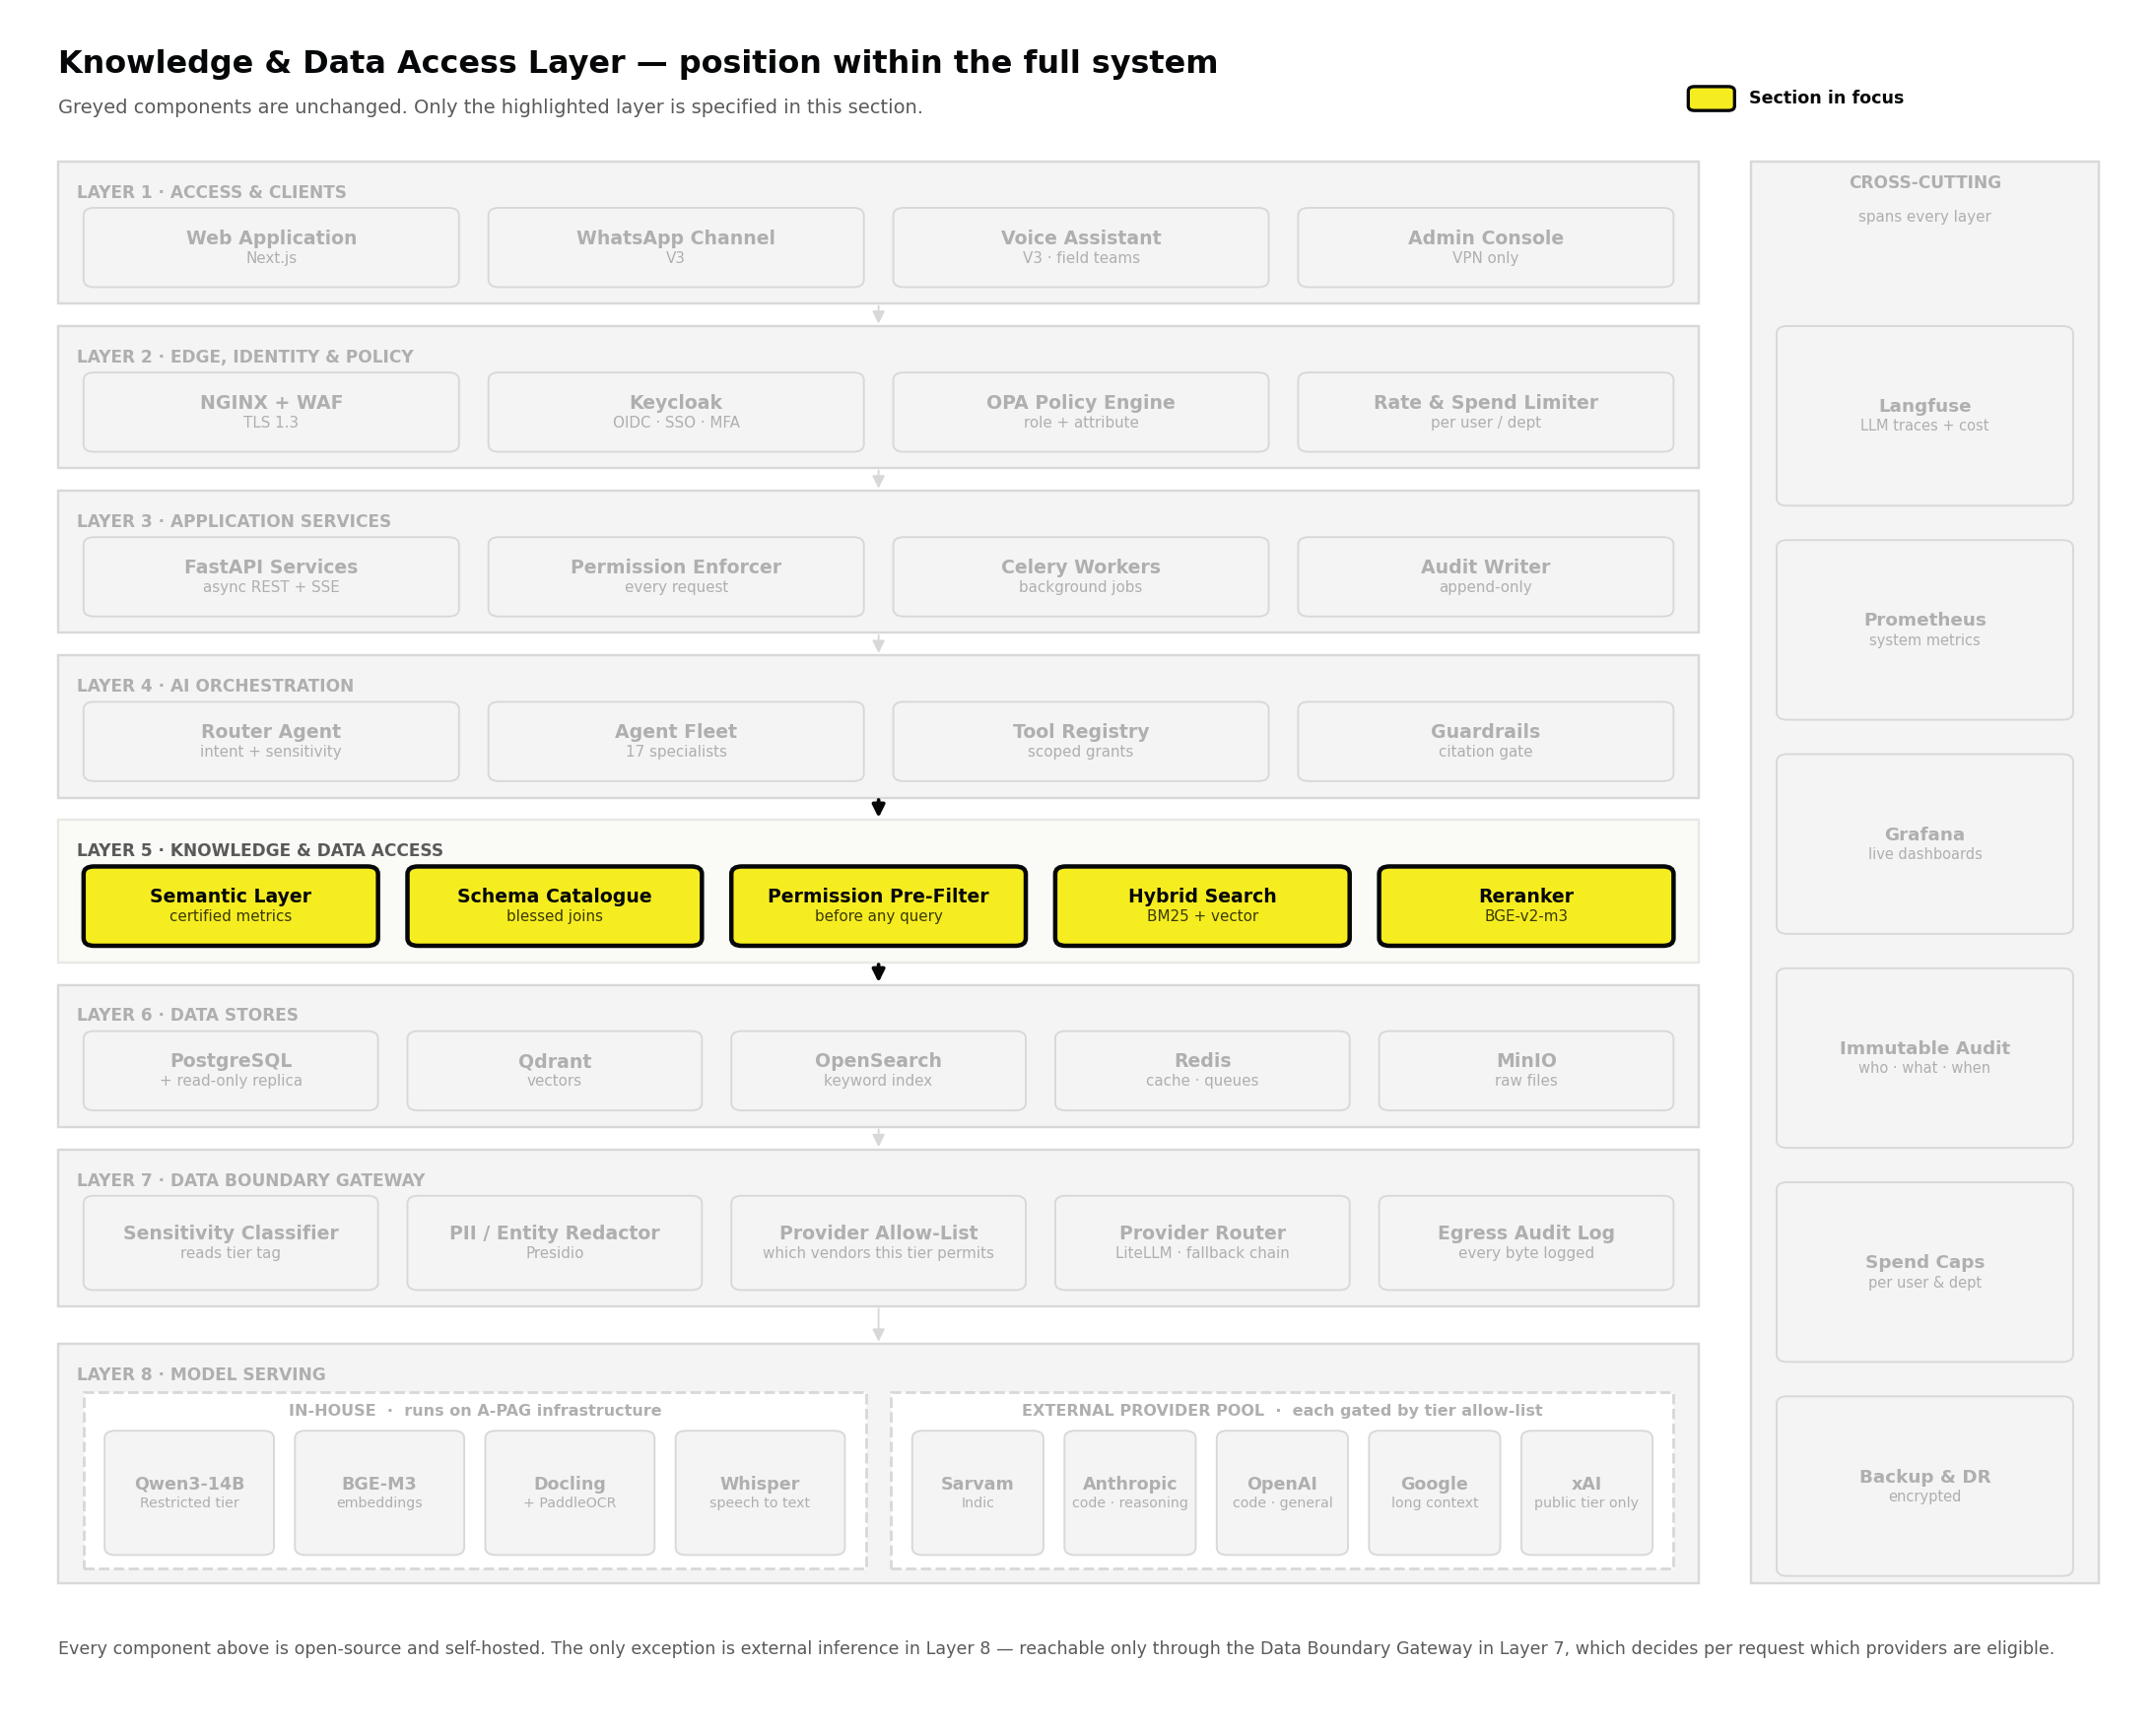 Knowledge & Data Access Layer — position within the full system
Greyed components are unchanged. Only the highlighted layer is specified in this section.
Section in focus
LAYER 1 · ACCESS & CLIENTS
Web Application
Next.js
WhatsApp Channel
V3
Voice Assistant
V3 · field teams
Admin Console
VPN only
LAYER 2 · EDGE, IDENTITY & POLICY
NGINX + WAF
TLS 1.3
Keycloak
OIDC · SSO · MFA
OPA Policy Engine
role + attribute
Rate & Spend Limiter
per user / dept
LAYER 3 · APPLICATION SERVICES
FastAPI Services
async REST + SSE
Permission Enforcer
every request
Celery Workers
background jobs
Audit Writer
append-only
LAYER 4 · AI ORCHESTRATION
Router Agent
intent + sensitivity
Agent Fleet
17 specialists
Tool Registry
scoped grants
Guardrails
citation gate
LAYER 5 · KNOWLEDGE & DATA ACCESS
Semantic Layer
certified metrics
Schema Catalogue
blessed joins
Permission Pre-Filter
before any query
Hybrid Search
BM25 + vector
Reranker
BGE-v2-m3
LAYER 6 · DATA STORES
PostgreSQL
+ read-only replica
Qdrant
vectors
OpenSearch
keyword index
Redis
cache · queues
MinIO
raw files
LAYER 7 · DATA BOUNDARY GATEWAY
Sensitivity Classifier
reads tier tag
PII / Entity Redactor
Presidio
Provider Allow-List
which vendors this tier permits
Provider Router
LiteLLM · fallback chain
Egress Audit Log
every byte logged
LAYER 8 · MODEL SERVING
IN-HOUSE · runs on A-PAG infrastructure
Qwen3-14B
Restricted tier
BGE-M3
embeddings
Docling
+ PaddleOCR
Whisper
speech to text
EXTERNAL PROVIDER POOL · each gated by tier allow-list
Sarvam
Indic
Anthropic
code · reasoning
OpenAI
code · general
Google
long context
xAI
public tier only
CROSS-CUTTING
spans every layer
Langfuse
LLM traces + cost
Prometheus
system metrics
Grafana
live dashboards
Immutable Audit
who · what · when
Spend Caps
per user & dept
Backup & DR
encrypted
Every component above is open-source and self-hosted. The only exception is external inference in Layer 8 — reachable only through the Data Boundary Gateway in Layer 7, which decides per request which providers are eligible.